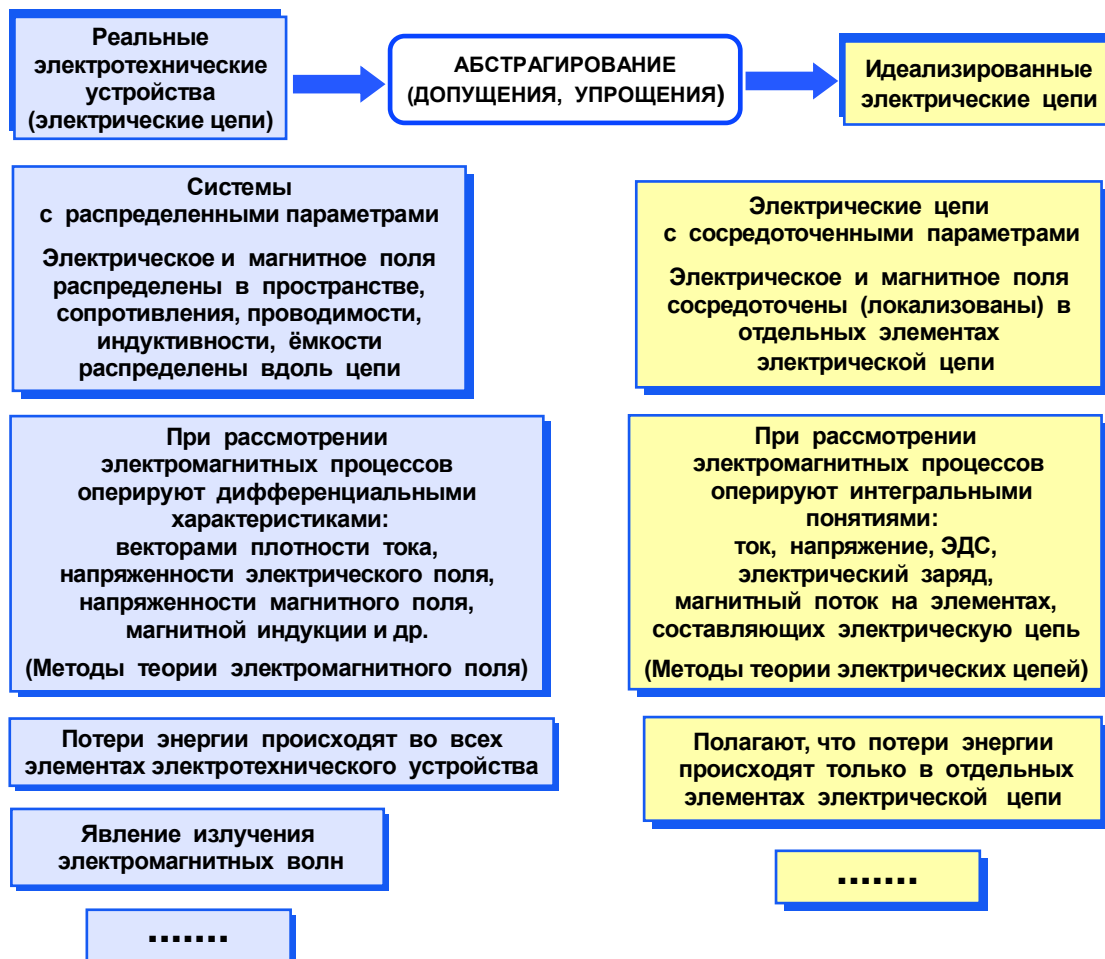 Реальные
электротехнические
устройства
(электрические цепи)
АБСТРАГИРОВАНИЕ
(ДОПУЩЕНИЯ, УПРОЩЕНИЯ)
Идеализированные
электрические цепи
Системы
с распределенными параметрами
Электрическое и магнитное поля
распределены в пространстве,
сопротивления, проводимости,
индуктивности, ёмкости
распределены вдоль цепи
Электрические цепи
с сосредоточенными параметрами
Электрическое и магнитное поля
сосредоточены (локализованы) в
отдельных элементах
электрической цепи
При рассмотрении
электромагнитных процессов
оперируют дифференциальными
характеристиками:
векторами плотности тока,
напряженности электрического поля,
напряженности магнитного поля,
магнитной индукции и др.
(Методы теории электромагнитного поля)
При рассмотрении
электромагнитных процессов
оперируют интегральными
понятиями:
ток, напряжение, ЭДС,
электрический заряд,
магнитный поток на элементах,
составляющих электрическую цепь
(Методы теории электрических цепей)
Потери энергии происходят во всех
элементах электротехнического устройства
Полагают, что потери энергии
происходят только в отдельных
элементах электрической цепи
Явление излучения
электромагнитных волн
.......
.......